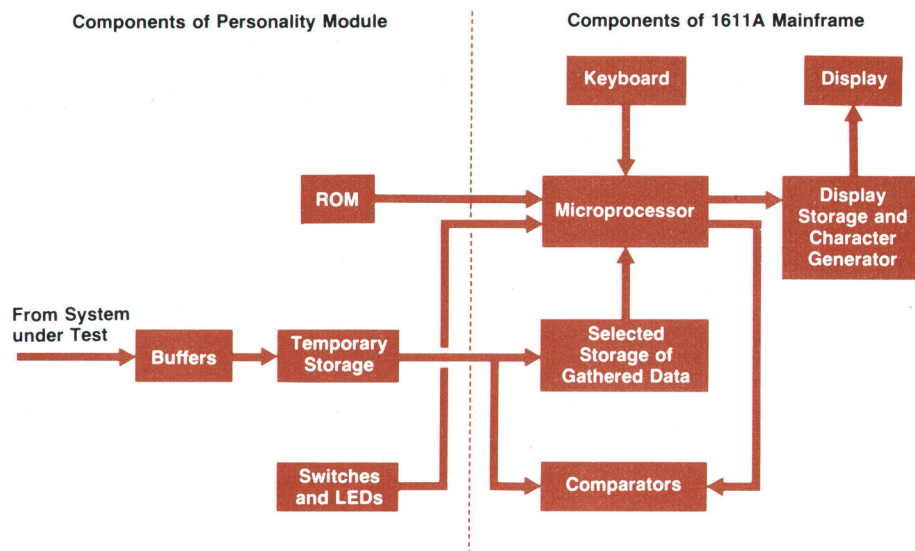 Components of Personality Module
Components of 1611A Mainframe
Keyboard
Display
ROM
Microprocessor
Display
Storage and
Character
Generator
From System
under Test
Buffers
Temporary
Storage
Selected
Storage of
Gathered Data
Switches
and LEDs
Comparators